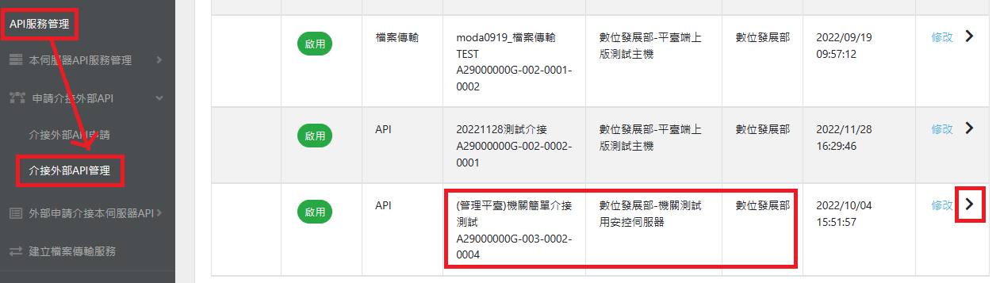 API服務管理
本伺服器API服務管理
申請介接外部API
介接外部API申請
介接外部API管理
外部申請介接本伺服器API
建立檔案傳輸服務
啟用
檔案傳輸
moda0919_檔案傳輸
TEST
A29000000G-002-0001-
0002
數位發展部-平臺端上
版測試主機
數位發展部
2022/09/19
09:57:12
修改
啟用
API
20221128測試介接
A29000000G-002-0002-
0001
數位發展部-平臺端上
版測試主機
數位發展部
2022/11/28
16:29:46
修改
啟用
API
(管理平臺)機關簡單介接
測試
A29000000G-003-0002-
0004
數位發展部-機關測試
用安控伺服器
數位發展部
2022/10/04
15:51:57
修改